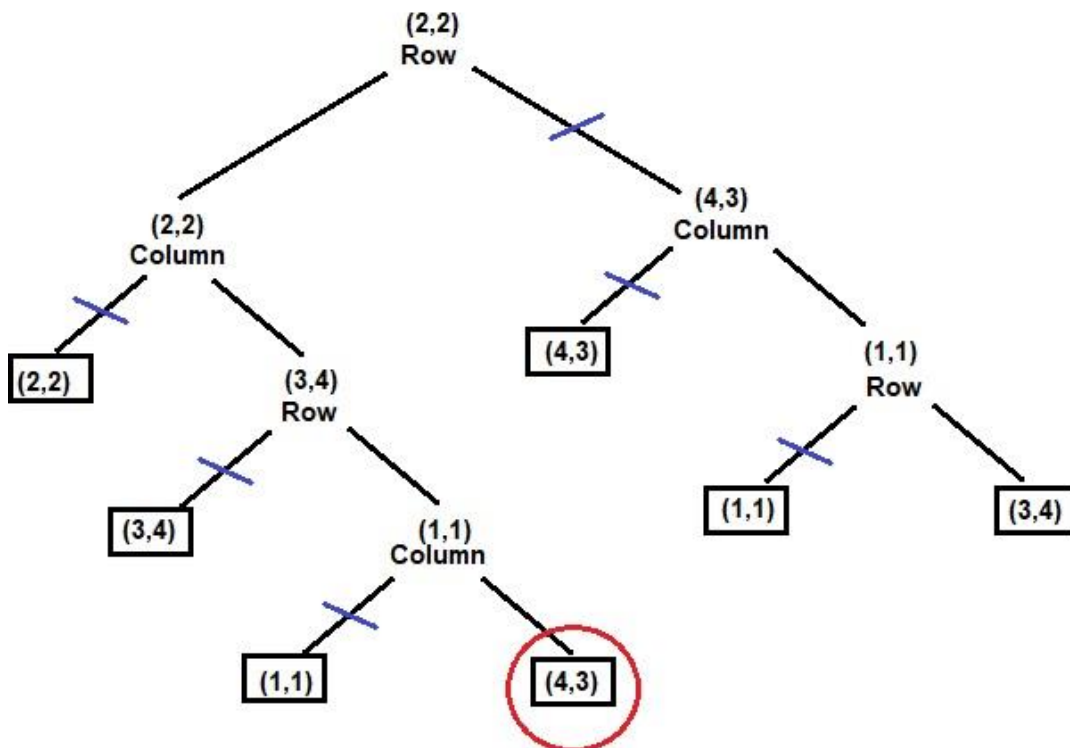 (2,2)
Row
(2,2)
Column
(4,3)
Column
(2,2)
(3,4)
Row
(4,3)
(1,1)
Row
(3,4)
(1,1)
Column
(1,1)
(3,4)
(1,1)
(4,3)